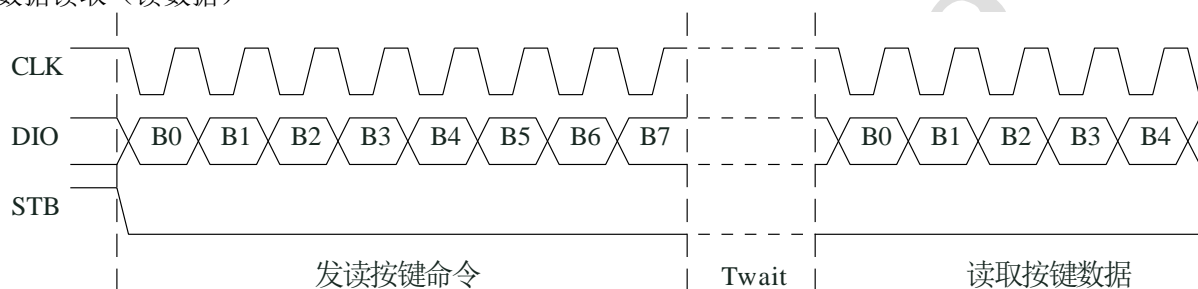 数据读取（读数据）
CLK
DIO B0 B1 B2 B3 B4 B5 B6 B7 B0 B1 B2 B3 B4
STB
发读按键命令 Twait 读取按键数据